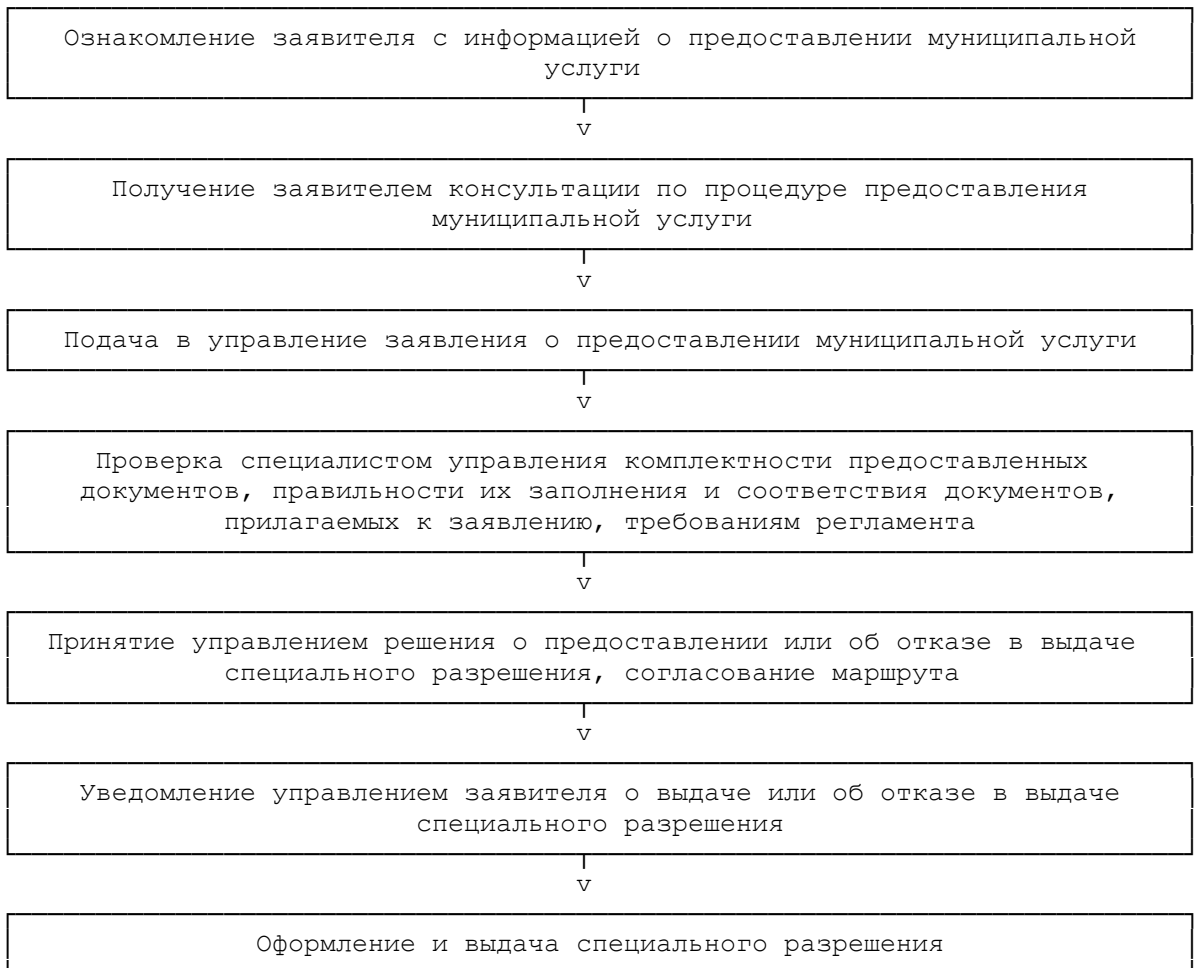 Ознакомление заявителя с информацией о предоставлении муниципальной
услуги
v
Получение заявителем консультации по процедуре предоставления
муниципальной услуги
v
Подача в управление заявления о предоставлении муниципальной услуги
v
Проверка специалистом управления комплектности предоставленных
документов, правильности их заполнения и соответствия документов,
прилагаемых к заявлению, требованиям регламента
v
Принятие управлением решения о предоставлении или об отказе в выдаче
специального разрешения, согласование маршрута
v
Уведомление управлением заявителя о выдаче или об отказе в выдаче
специального разрешения
v
Оформление и выдача специального разрешения